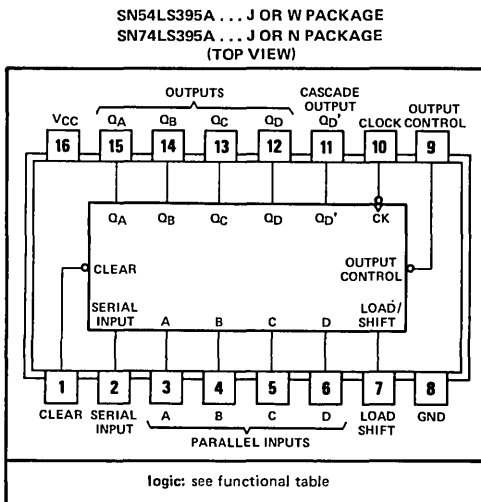 SN54LS395A . . . J OR W PACKAGE
SN74LS395A . . . J OR N PACKAGE
(TOP VIEW)
OUTPUTS
CASCADE OUTPUT
OUTPUT CONTROL
VCC QA QB QC QD QD' CLOCK
16 15 14 13 12 11 10 9
QA QB QC QD QD' CK
CLEAR
OUTPUT CONTROL
SERIAL INPUT A B C D LOAD/ SHIFT
1 2 3 4 5 6 7 8
CLEAR SERIAL INPUT A B C D LOAD SHIFT GND
PARALLEL INPUTS
logic: see functional table